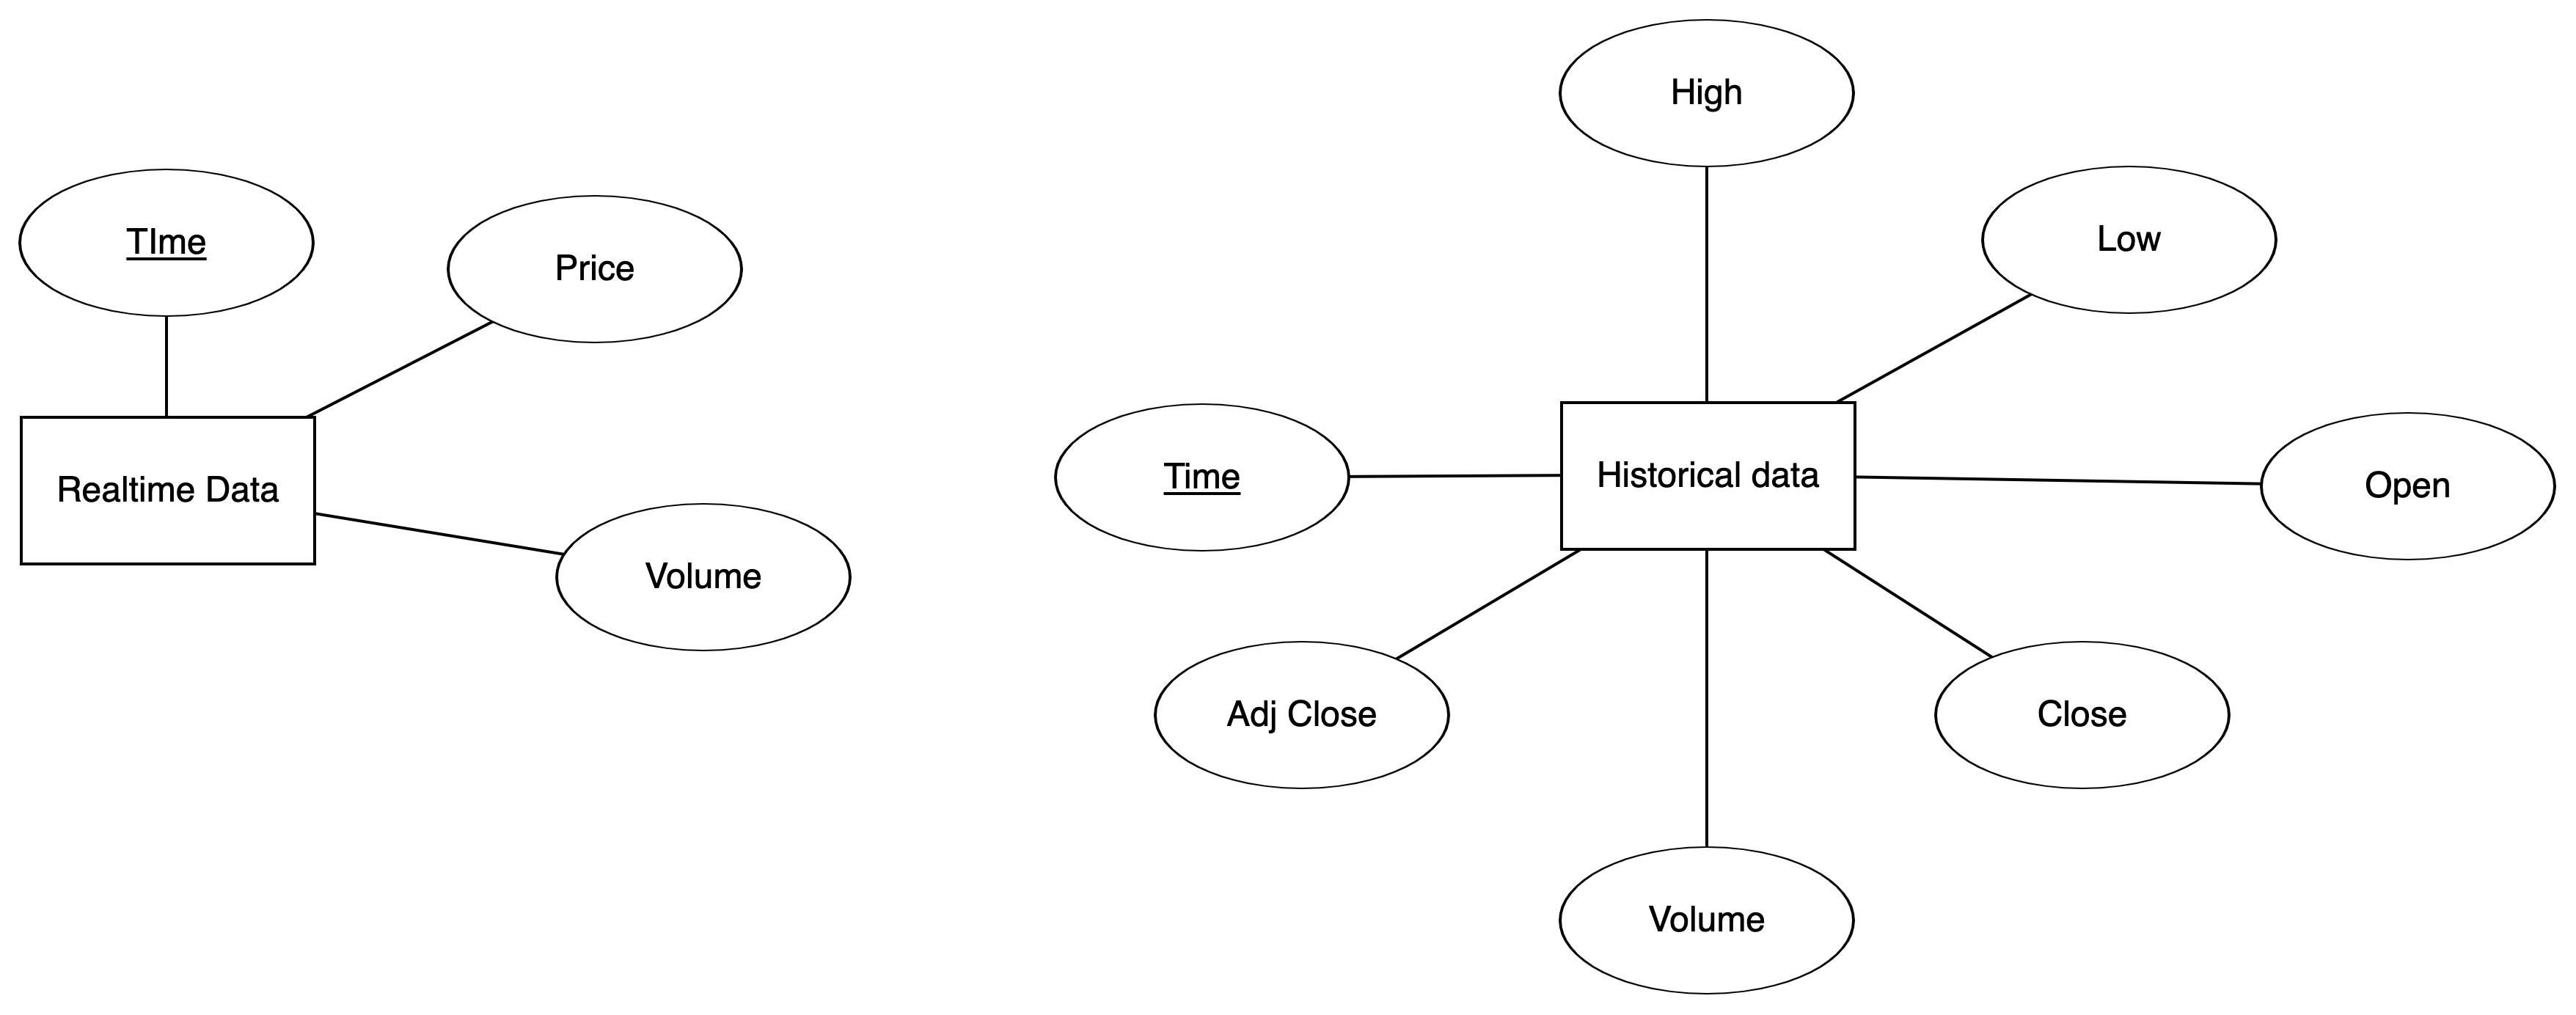 High
TIme
Price
Low
Realtime Data
Time
Historical data
Open
Volume
Adj Close
Close
Volume